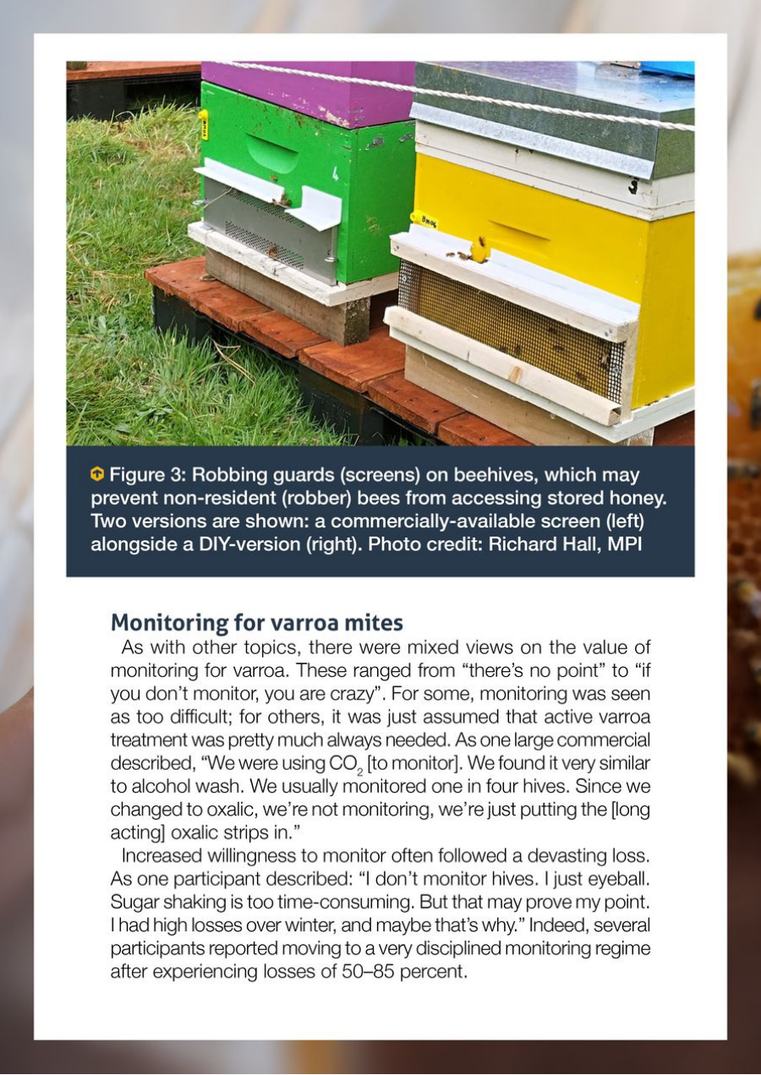 Figure 3: Robbing guards (screens) on beehives, which may
prevent non-resident (robber) bees from accessing stored honey.
Two versions are shown: a commercially-available screen (left)
alongside a DIY-version (right). Photo credit: Richard Hall, MPI
Monitoring for varroa mites
As with other topics, there were mixed views on the value of
monitoring for varroa. These ranged from “there’s no point” to “if
you don’t monitor, you are crazy”. For some, monitoring was seen
as too difficult; for others, it was just assumed that active varroa
treatment was pretty much always needed. As one large commercial
described, “We were using CO₂ [to monitor]. We found it very similar
to alcohol wash. We usually monitored one in four hives. Since we
changed to oxalic, we’re not monitoring, we’re just putting the [long
acting] oxalic strips in.”
Increased willingness to monitor often followed a devasting loss.
As one participant described: “I don’t monitor hives. I just eyeball.
Sugar shaking is too time-consuming. But that may prove my point.
I had high losses over winter, and maybe that’s why.” Indeed, several
participants reported moving to a very disciplined monitoring regime
after experiencing losses of 50–85 percent.